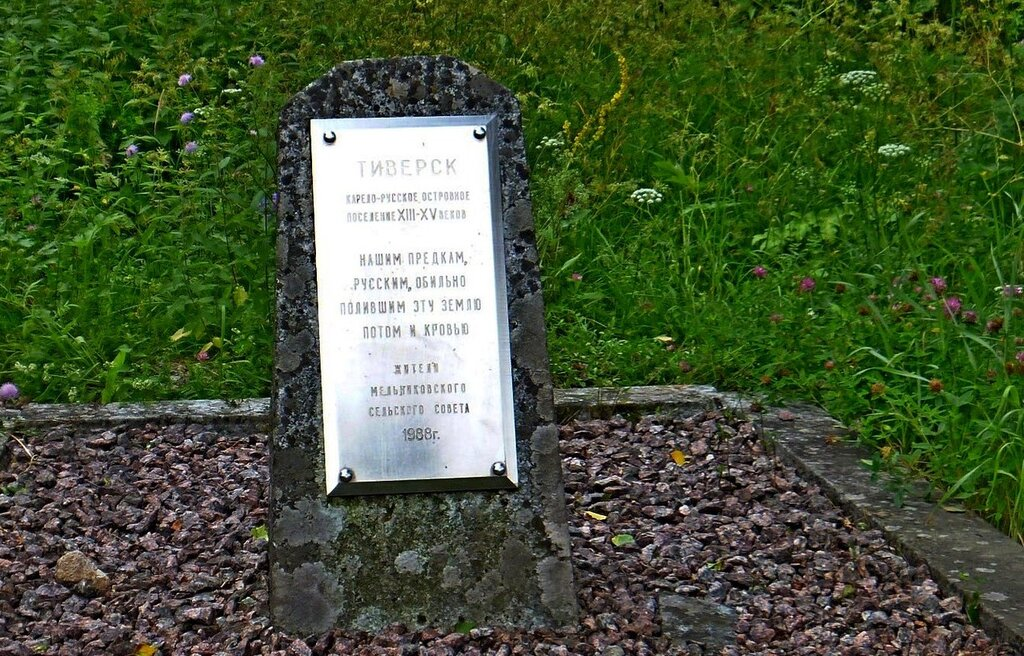 ТИВЕРСК
КАРЕЛО-РУССКОЕ ОСТРОВНОЕ
ПОСЕЛЕНИЕ XIII-XV ВЕКОВ
НАШИМ ПРЕДКАМ,
РУССКИМ, ОБИЛЬНО
ПОЛИВШИМ ЭТУ ЗЕМЛЮ
ПОТОМ И КРОВЬЮ
ЖИТЕЛИ
МЕЛЬНИКОВСКОГО
СЕЛЬСКОГО СОВЕТА
1988г.